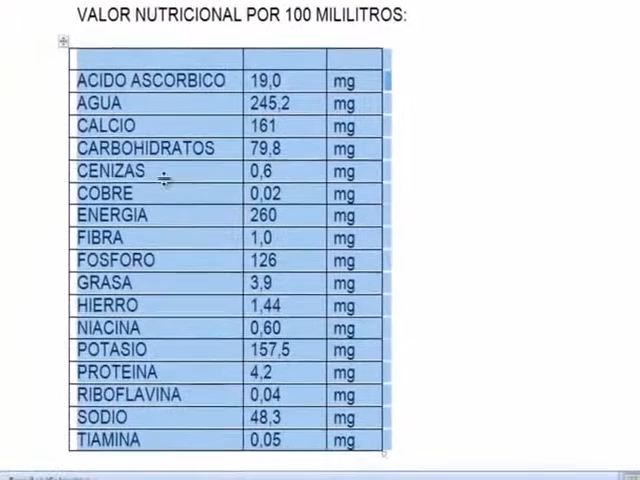 VALOR NUTRICIONAL POR 100 MILILITROS:
ACIDO ASCORBICO 19,0 mg
AGUA 245,2 mg
CALCIO 161 mg
CARBOHIDRATOS 79,8 mg
CENIZAS 0,6 mg
COBRE 0,02 mg
ENERGIA 260 mg
FIBRA 1,0 mg
FOSFORO 126 mg
GRASA 3,9 mg
HIERRO 1,44 mg
NIACINA 0,60 mg
POTASIO 157,5 mg
PROTEINA 4,2 mg
RIBOFLAVINA 0,04 mg
SODIO 48,3 mg
TIAMINA 0,05 mg